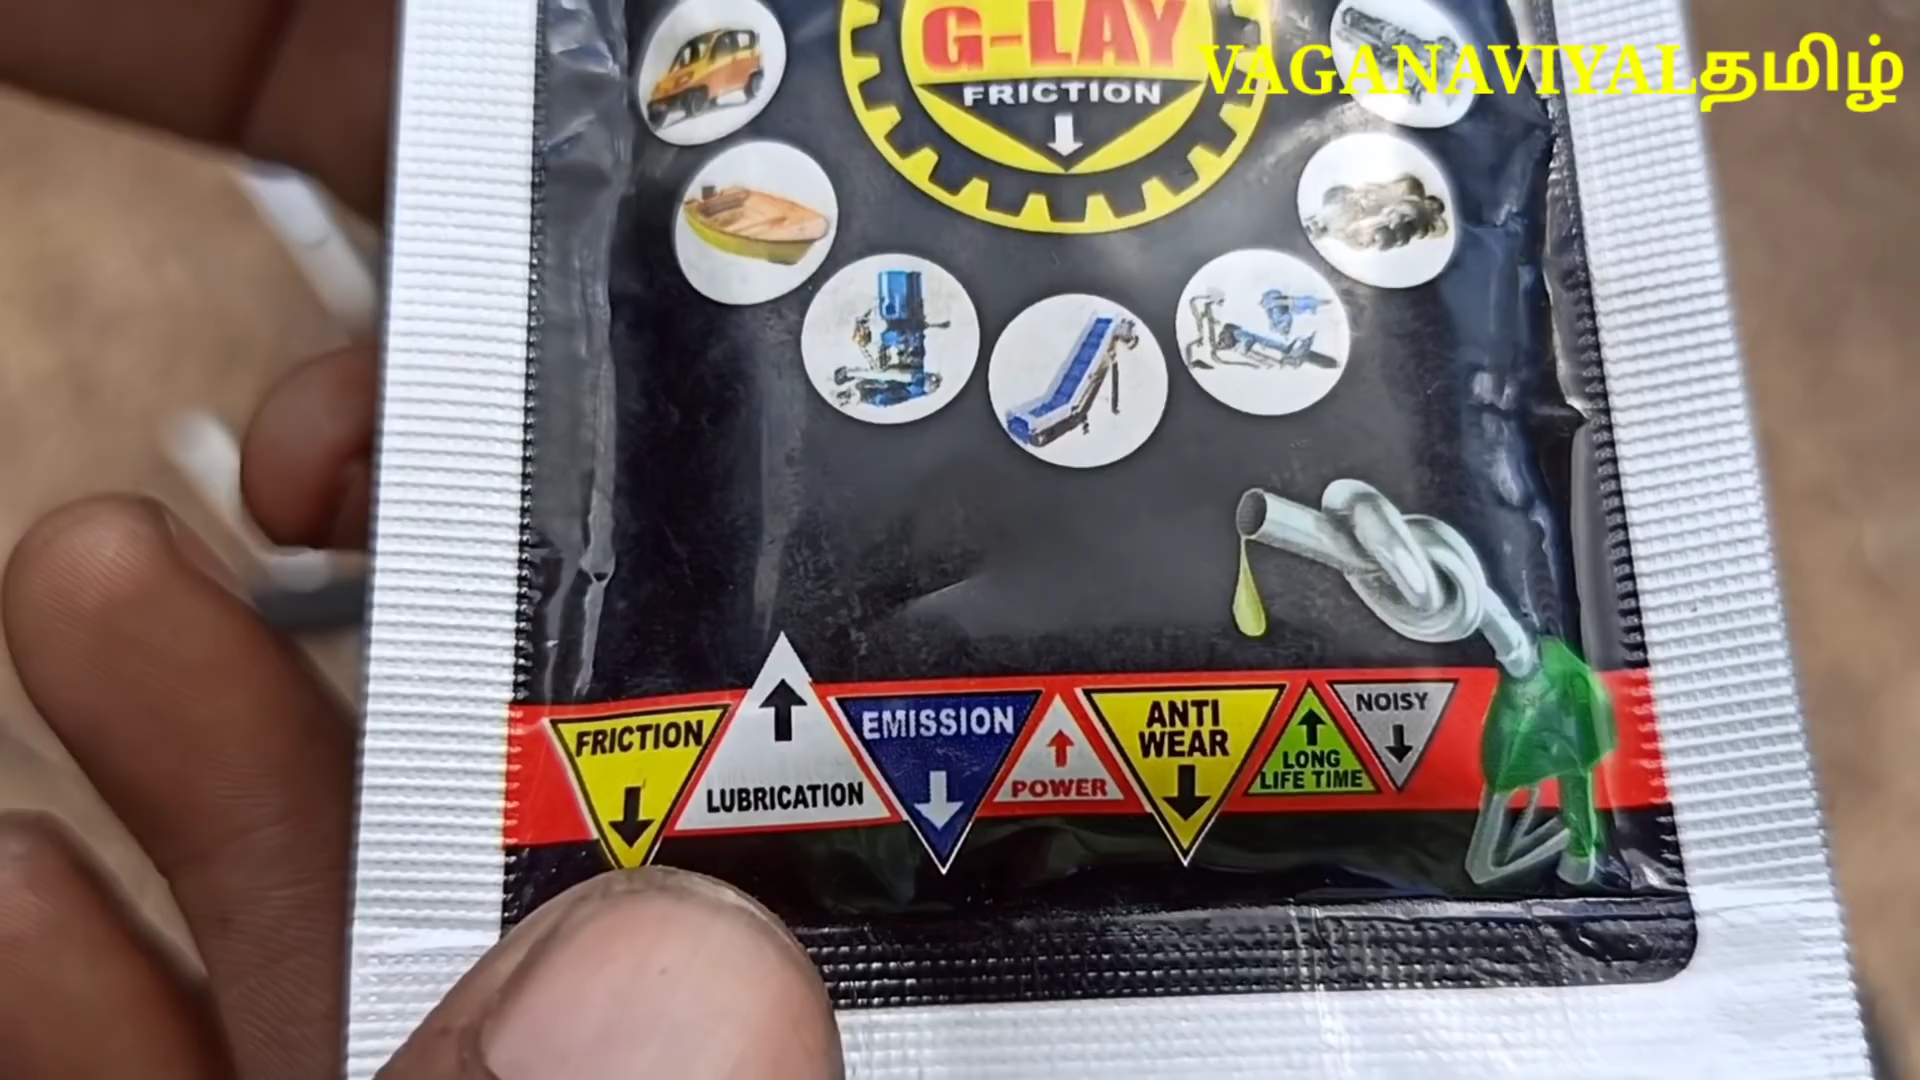 G-LAY
FRICTION
VAGANAVIYALதமிழ்
FRICTION
LUBRICATION
EMISSION
POWER
ANTI
WEAR
LONG
LIFE TIME
NOISY